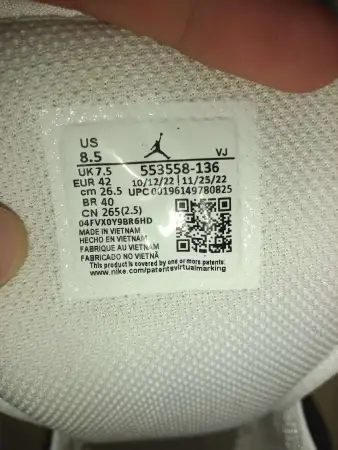 US
8.5 VJ
UK 7.5 553558-136
EUR 42 10/12/22 11/25/22
cm 26.5 UPC 00196149780825
BR 40
CN 265(2.5)
04FVX0Y9BR6HD
MADE IN VIETNAM
HECHO EN VIETNAM
FABRIQUE AU VIETNAM
FABRICADO NO VIETNÃ
This product is covered by one or more patents:
www.nike.com/patentsvirtualmarking